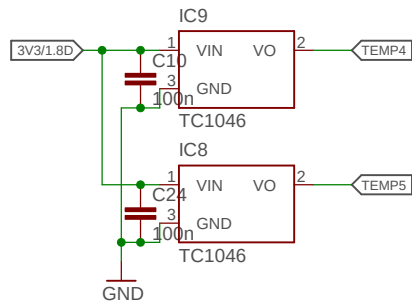 IC9
3V3/1.8D
1
VIN
VO
2
TEMP4
C10
3
GND
100n
TC1046
IC8
1
VIN
VO
2
TEMP5
C24
3
GND
100n
TC1046
GND